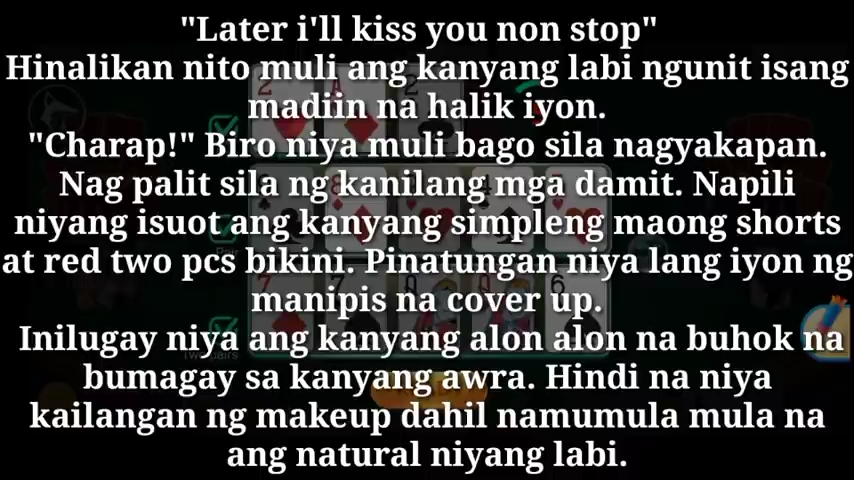 "Later i'll kiss you non stop"
Hinalikan nito muli ang kanyang labi ngunit isang
madiin na halik iyon.
"Charap!" Biro niya muli bago sila nagyakapan.
Nag palit sila ng kanilang mga damit. Napili
niyang isuot ang kanyang simpleng maong shorts
at red two pcs bikini. Pinatungan niya lang iyon ng
manipis na cover up.
Inilugay niya ang kanyang alon alon na buhok na
bumagay sa kanyang awra. Hindi na niya
kailangan ng makeup dahil namumula mula na
ang natural niyang labi.